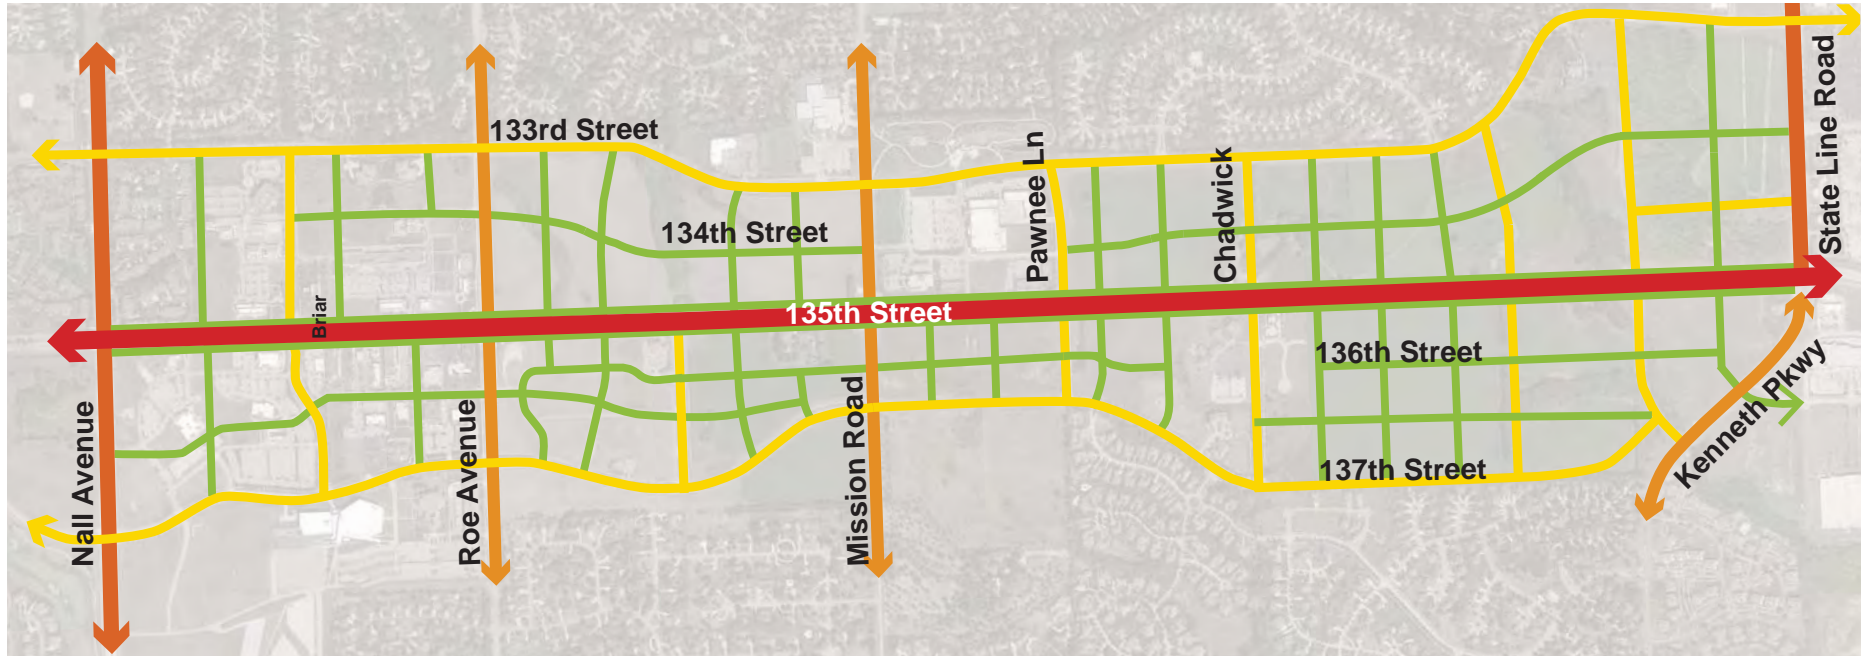 133rd Street
134th Street
135th Street
136th Street
137th Street
Nall Avenue
Briar
Roe Avenue
Mission Road
Pawnee Ln
Chadwick
State Line Road
Kenneth Pkwy